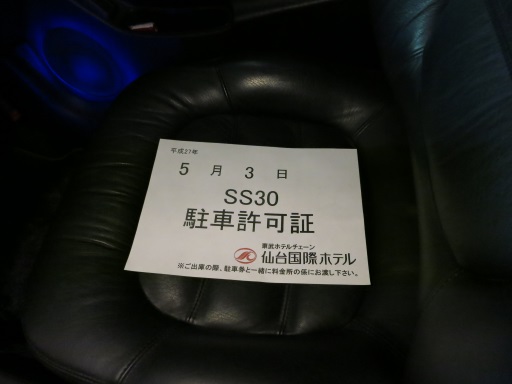 平成27年
5 月 3 日
SS30
駐車許可証
東武ホテルチェーン
仙台国際ホテル
※ご出庫の際、駐車券と一緒に料金所の係にお渡し下さい。